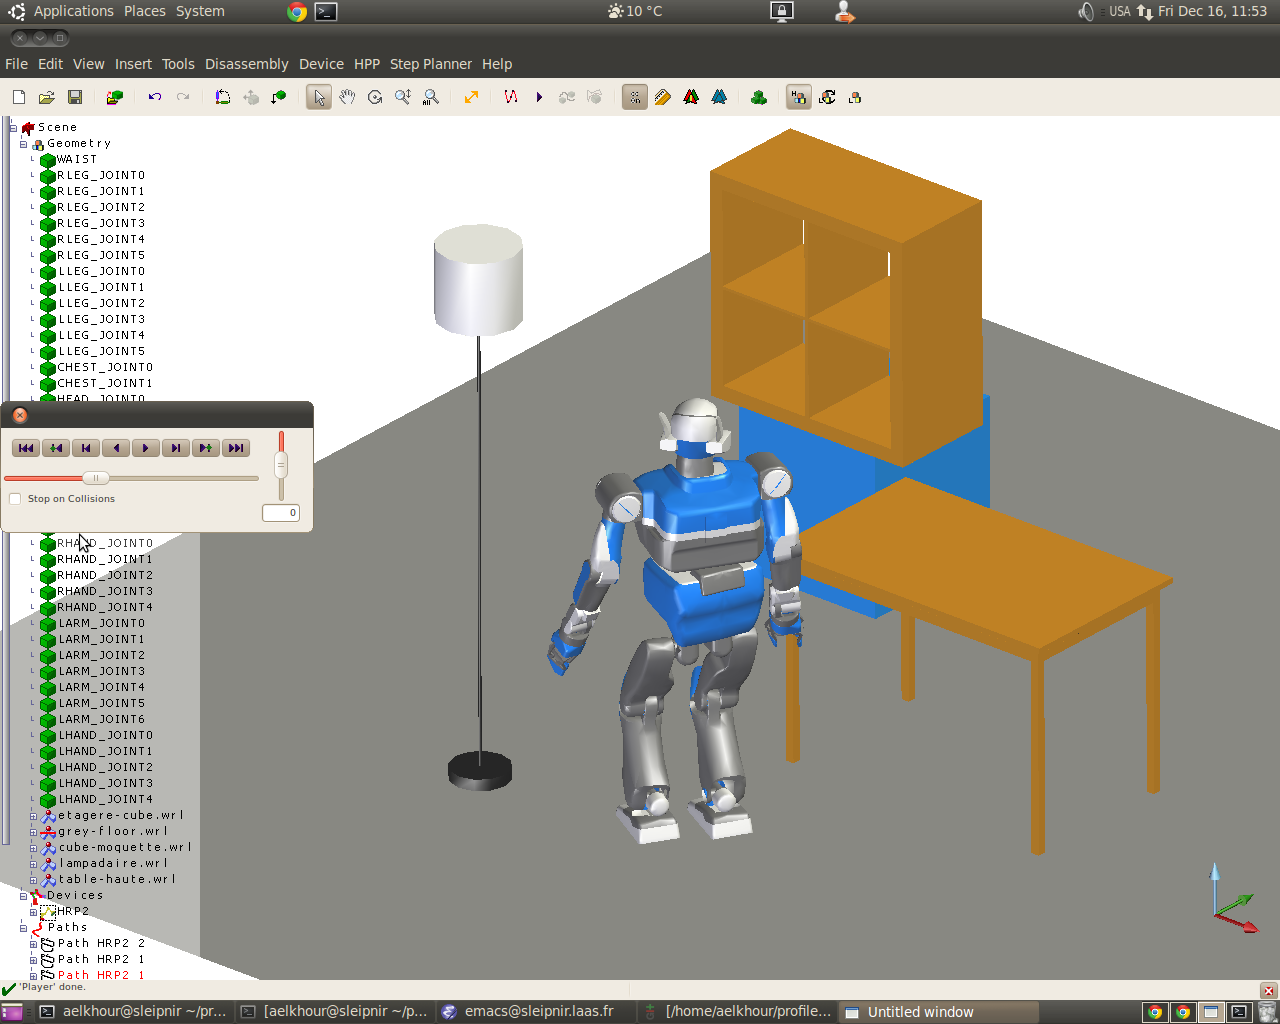 Applications Places System 10 °C USA Fri Dec 16, 11:53
File Edit View Insert Tools Disassembly Device HPP Step Planner Help
Scene
Geometry
WAIST
RLEG_JOINT0
RLEG_JOINT1
RLEG_JOINT2
RLEG_JOINT3
RLEG_JOINT4
RLEG_JOINT5
LLEG_JOINT0
LLEG_JOINT1
LLEG_JOINT2
LLEG_JOINT3
LLEG_JOINT4
LLEG_JOINT5
CHEST_JOINT0
CHEST_JOINT1
HEAD_JOINT0
Stop on Collisions
0
RHAND_JOINT0
RHAND_JOINT1
RHAND_JOINT2
RHAND_JOINT3
RHAND_JOINT4
LARM_JOINT0
LARM_JOINT1
LARM_JOINT2
LARM_JOINT3
LARM_JOINT4
LARM_JOINT5
LARM_JOINT6
LHAND_JOINT0
LHAND_JOINT1
LHAND_JOINT2
LHAND_JOINT3
LHAND_JOINT4
etagere-cube.wrl
grey-floor.wrl
cube-moquette.wrl
lampadaire.wrl
table-haute.wrl
Devices
HRP2
Paths
Path HRP2 2
Path HRP2 1
Path HRP2 1
'Player' done.
aelkhour@sleipnir ~/pr... [aelkhour@sleipnir ~/p... emacs@sleipnir.laas.fr [/home/aelkhour/profile... Untitled window